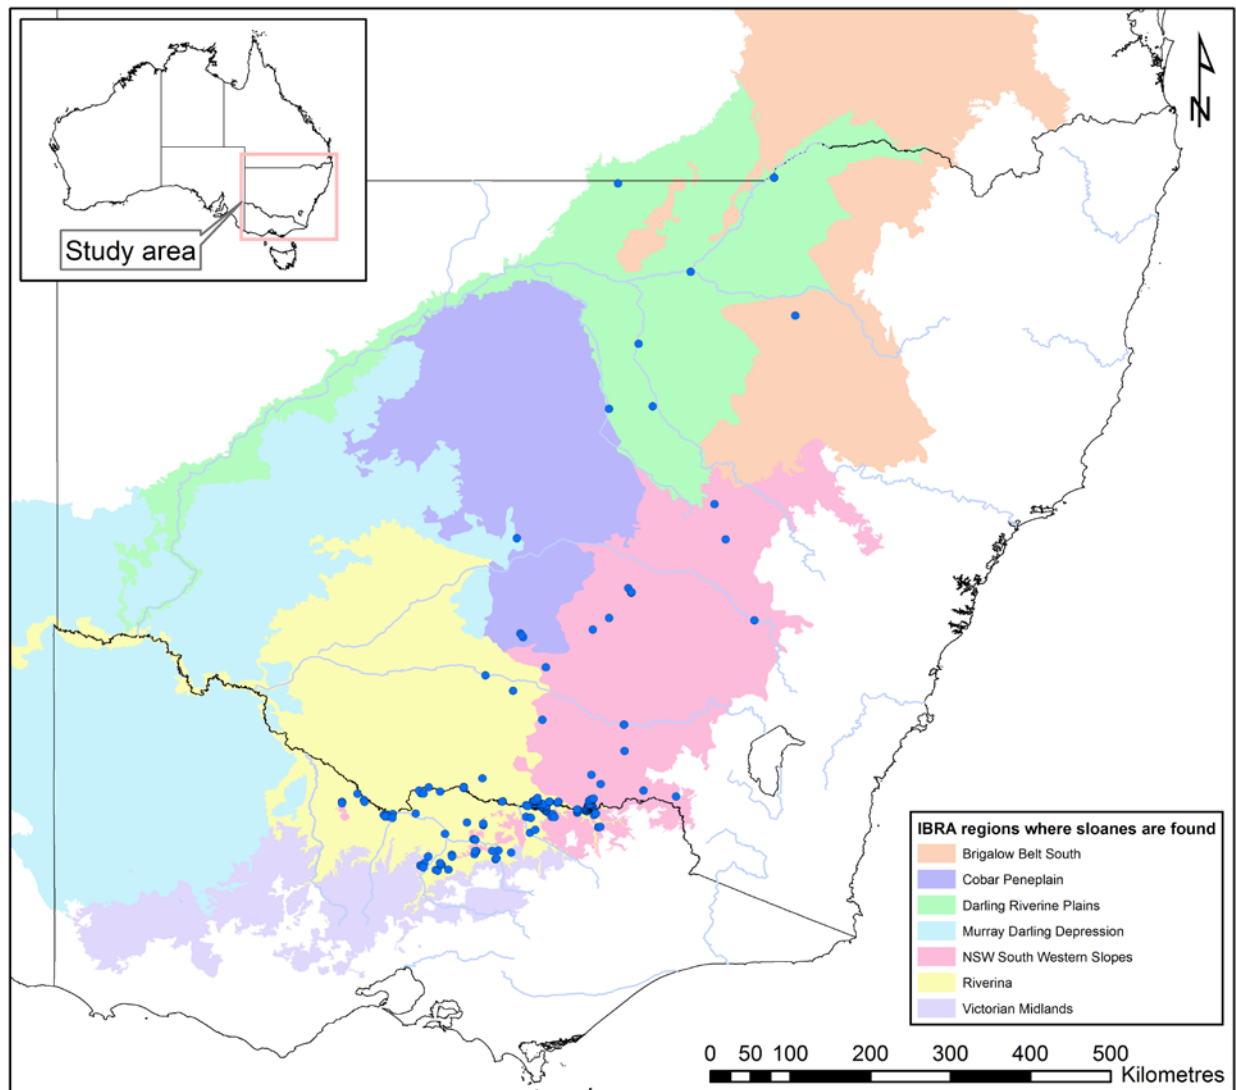 Study area
N
IBRA regions where sloanes are found
Brigalow Belt South
Cobar Peneplain
Darling Riverine Plains
Murray Darling Depression
NSW South Western Slopes
Riverina
Victorian Midlands
0 50 100 200 300 400 500
Kilometres